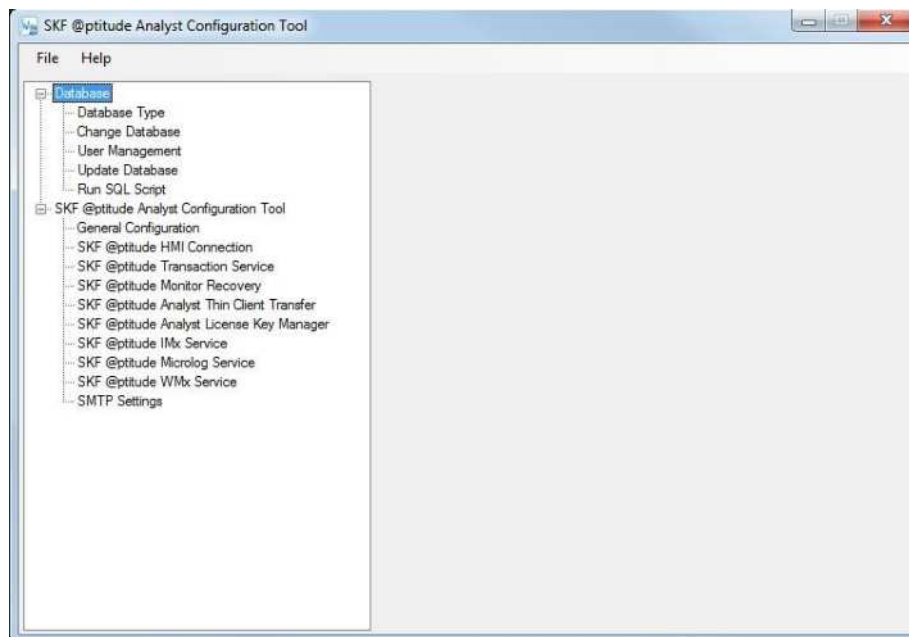 SKF @ptitude Analyst Configuration Tool
File Help
Database
Database Type
Change Database
User Management
Update Database
Run SQL Script
SKF @ptitude Analyst Configuration Tool
General Configuration
SKF @ptitude HMI Connection
SKF @ptitude Transaction Service
SKF @ptitude Monitor Recovery
SKF @ptitude Analyst Thin Client Transfer
SKF @ptitude Analyst License Key Manager
SKF @ptitude IMx Service
SKF @ptitude Microlog Service
SKF @ptitude WMx Service
SMTP Settings